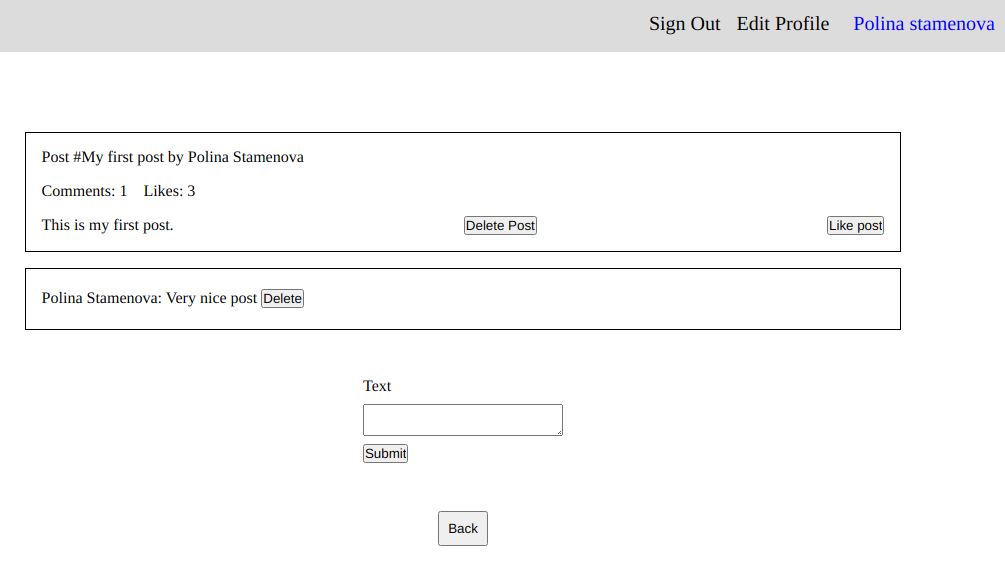 Sign Out Edit Profile Polina stamenova
Post #My first post by Polina Stamenova
Comments: 1 Likes: 3
This is my first post. Delete Post Like post
Polina Stamenova: Very nice post Delete
Text
Submit
Back